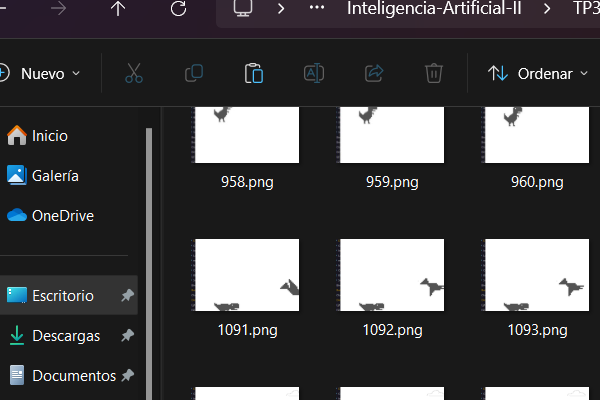 Inteligencia-Artificial-II
TP3
Nuevo
Ordenar
Inicio
Galería
OneDrive
Escritorio
Descargas
Documentos
958.png
959.png
960.png
1091.png
1092.png
1093.png